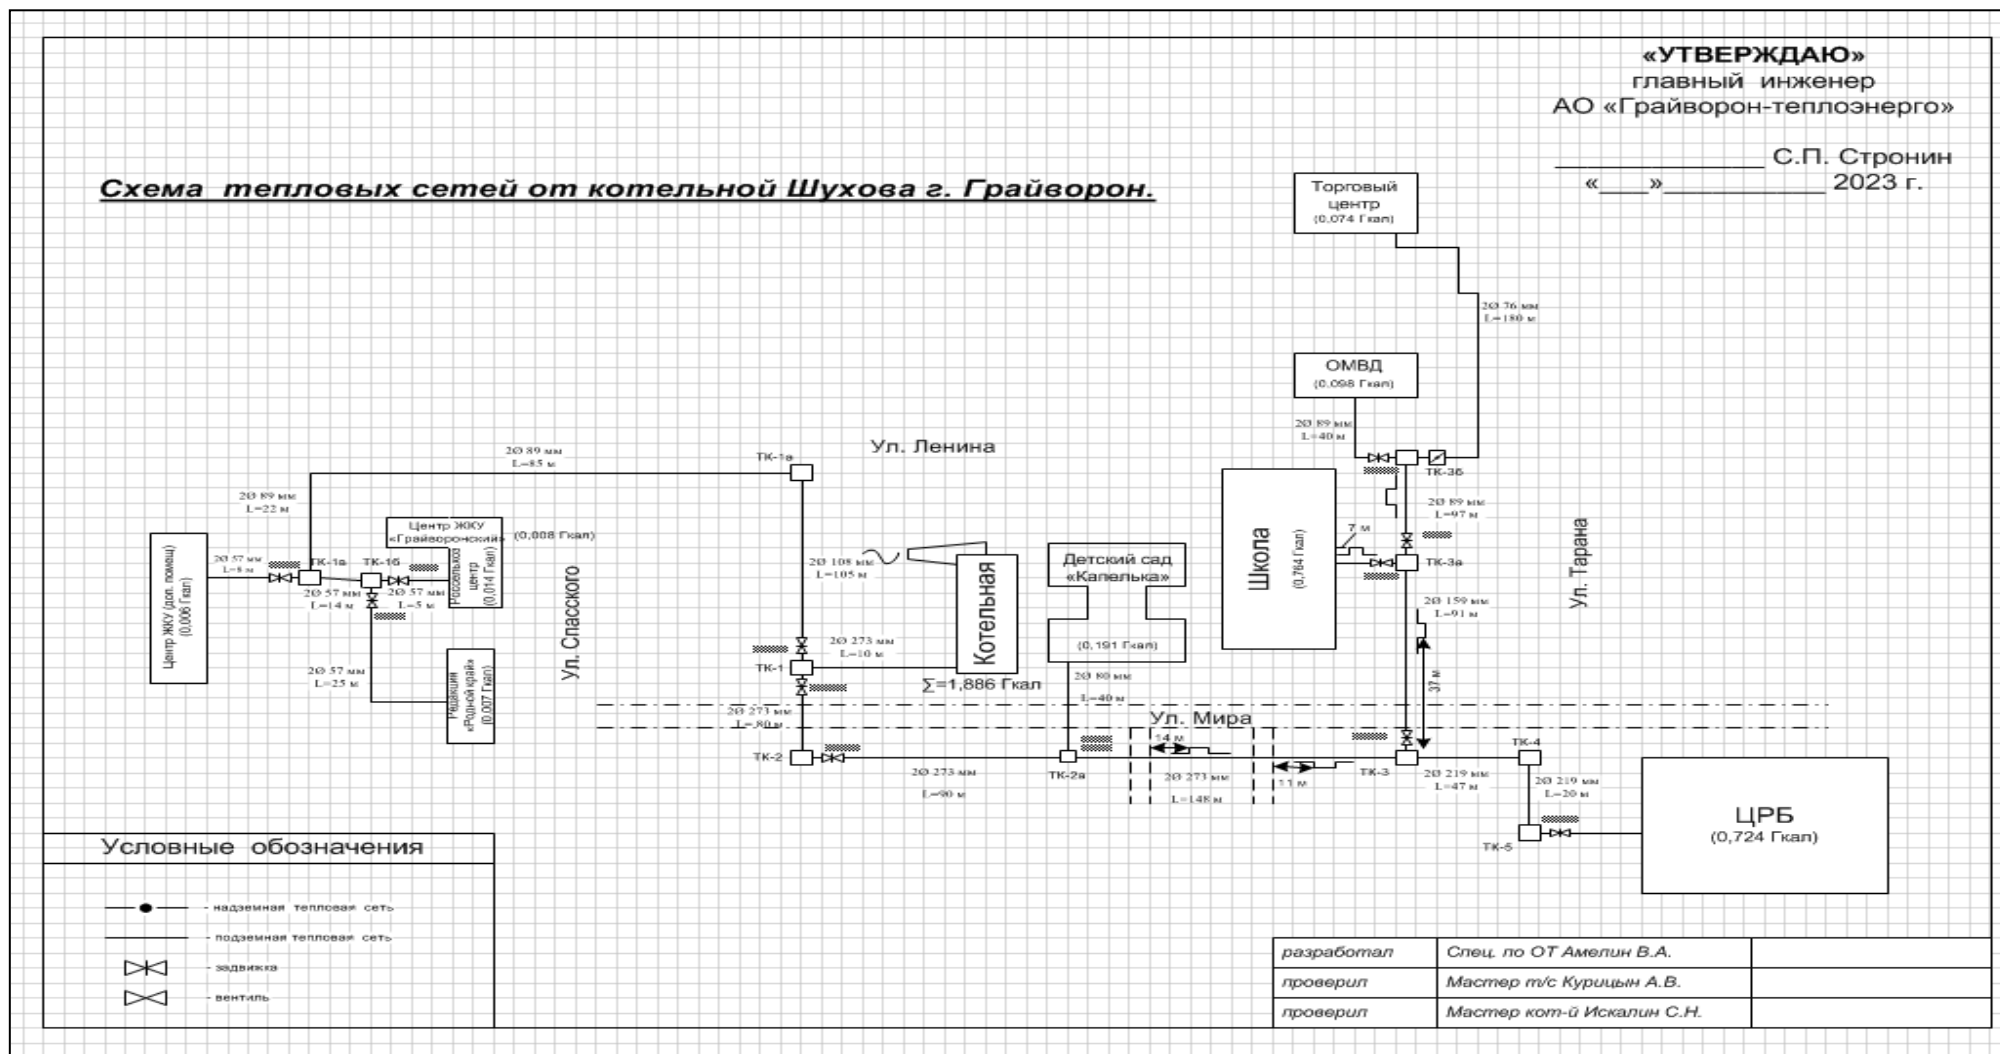 «УТВЕРЖДАЮ»
главный инженер
АО «Грайворон-теплоэнерго»
С.П. Стронин
«___»____________ 2023 г.
Схема тепловых сетей от котельной Шухова г. Грайворон.
Торговый
центр
(0,074 Гкал)
2Ø 76 мм
L=180 м
ОМВД
(0,098 Гкал)
2Ø 89 мм
L=40 м
ТК-3б
2Ø 89 мм
L=97 м
Школа
(0,764 Гкал)
7 м
ТК-3а
Ул. Тарана
2Ø 159 мм
L=91 м
37 м
Ул. Ленина
ТК-1а
2Ø 89 мм
L=85 м
2Ø 89 мм
L=22 м
Центр ЖКУ
«Грайворонский»
(0,008 Гкал)
Россельхоз
центр
(0,014 Гкал)
Центр ЖКУ (доп. помещ)
(0,006 Гкал)
2Ø 57 мм
L=8 м
ТК-1в
ТК-1б
2Ø 57 мм
L=14 м
2Ø 57 мм
L=5 м
2Ø 57 мм
L=25 м
Редакция
«Родной край»
(0,007 Гкал)
Ул. Спасского
2Ø 108 мм
L=105 м
Котельная
∑=1,886 Гкал
2Ø 273 мм
L=10 м
ТК-1
2Ø 273 мм
L=80 м
ТК-2
Детский сад
«Капелька»
(0,191 Гкал)
2Ø 80 мм
L=40 м
Ул. Мира
14 м
11 м
2Ø 273 мм
L=90 м
ТК-2а
2Ø 273 мм
L=148 м
ТК-3
2Ø 219 мм
L=47 м
ТК-4
2Ø 219 мм
L=20 м
ТК-5
ЦРБ
(0,724 Гкал)
Условные обозначения
- надземная тепловая сеть
- подземная тепловая сеть
- задвижка
- вентиль
разработал Спец. по ОТ Амелин В.А.
проверил Мастер т/с Курицын А.В.
проверил Мастер кот-й Искалин С.Н.